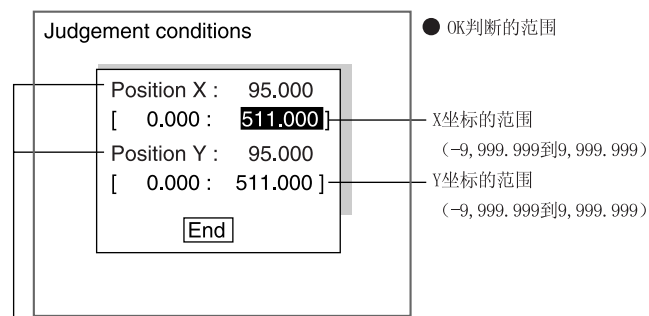 Judgement conditions
● OK判断的范围
Position X : 95.000
[ 0.000 : 511.000 ]
X坐标的范围
（-9,999.999到9,999.999）
Position Y : 95.000
[ 0.000 : 511.000 ]
Y坐标的范围
（-9,999.999到9,999.999）
End